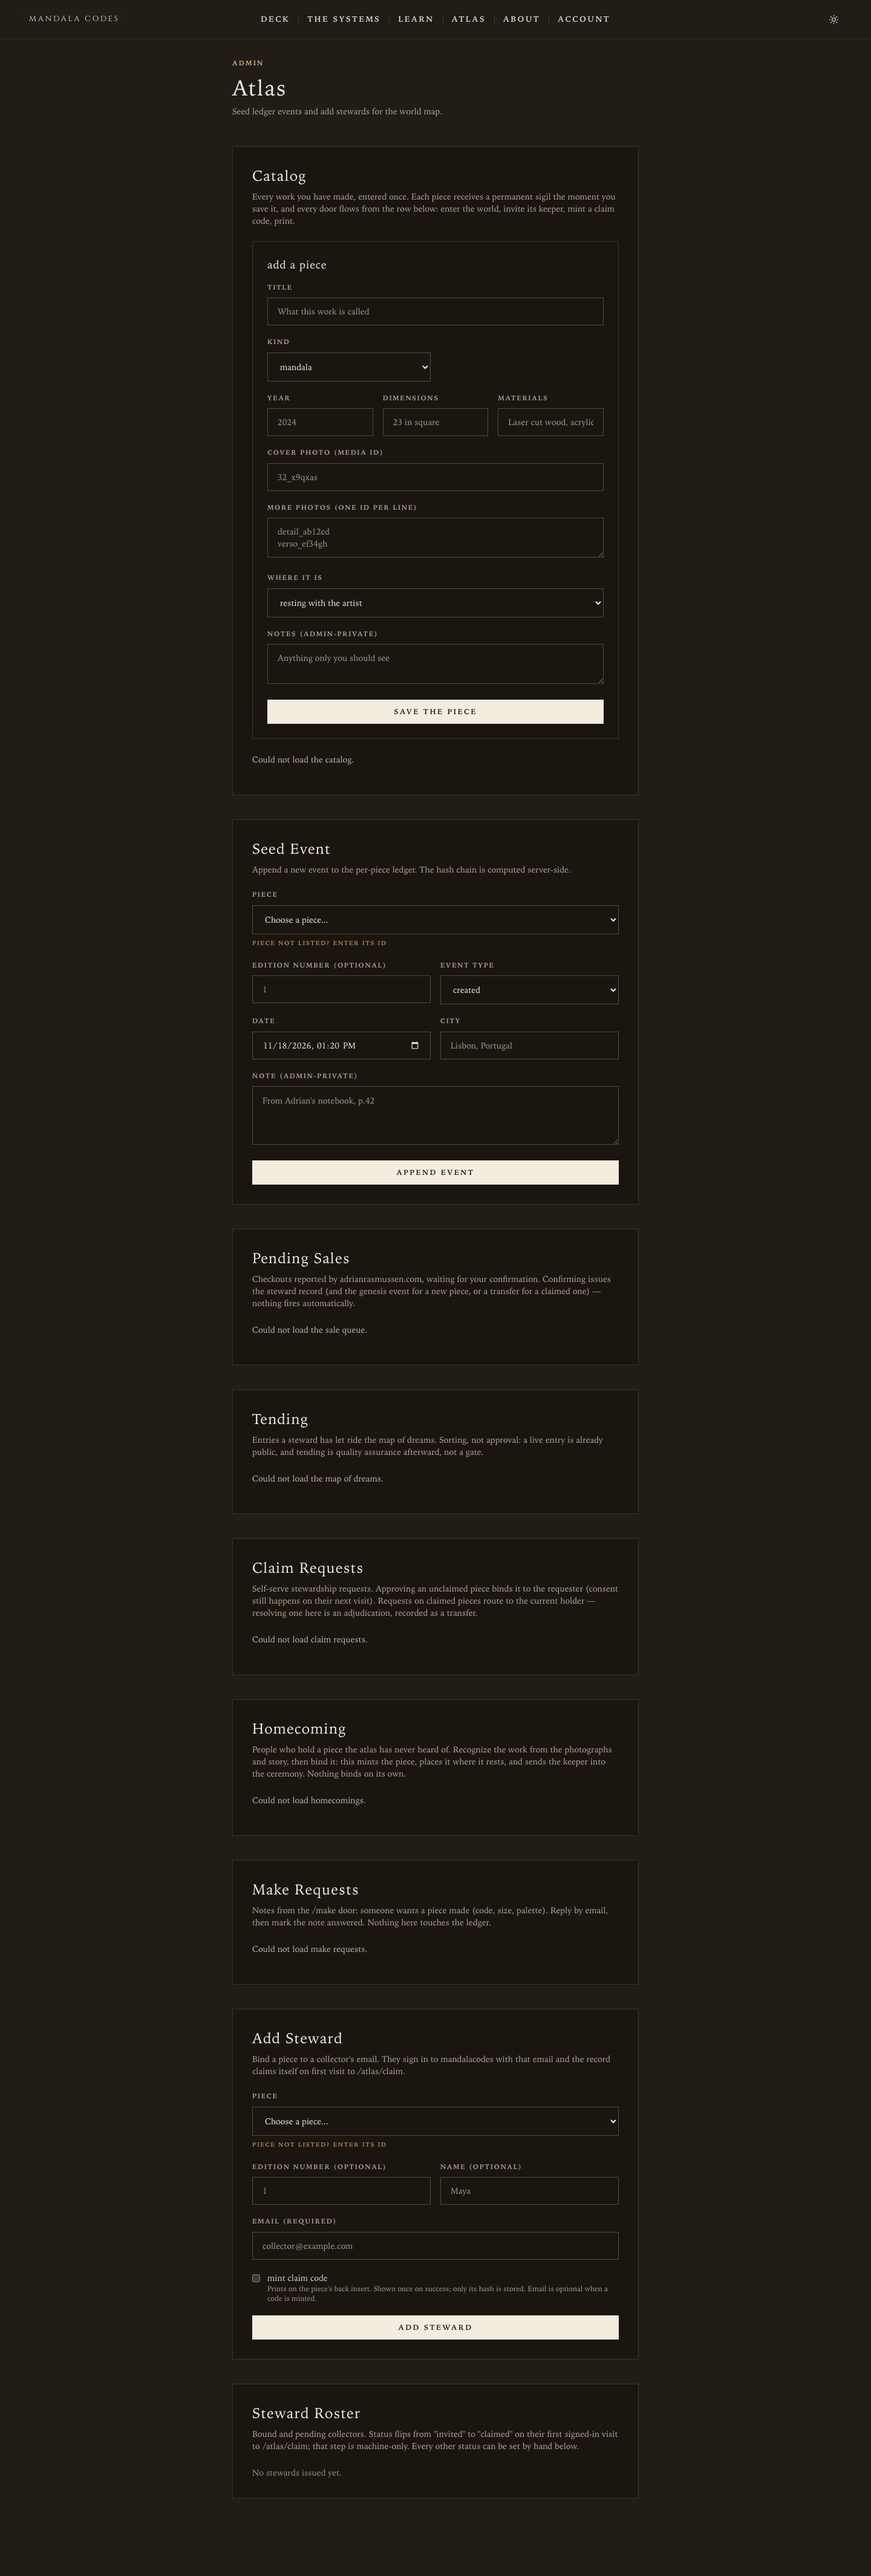 MANDALA CODES
DECK | THE SYSTEMS | LEARN | ATLAS | ABOUT | ACCOUNT
ADMIN
Atlas
Seed ledger events and add stewards for the world map.
Catalog
Every work you have made, entered once. Each piece receives a permanent sigil the moment you
save it, and every door flows from the row below: enter the world, invite its keeper, mint a claim
code, print.
add a piece
TITLE
What this work is called
KIND
mandala
YEAR DIMENSIONS MATERIALS
2024 23 in square Laser cut wood, acrylic
COVER PHOTO (MEDIA ID)
32_x9qxas
MORE PHOTOS (ONE ID PER LINE)
detail_ab12cd
verso_ef34gh
WHERE IT IS
resting with the artist
NOTES (ADMIN-PRIVATE)
Anything only you should see
SAVE THE PIECE
Could not load the catalog.
Seed Event
Append a new event to the per-piece ledger. The hash chain is computed server-side.
PIECE
Choose a piece...
PIECE NOT LISTED? ENTER ITS ID
EDITION NUMBER (OPTIONAL) EVENT TYPE
1 created
DATE CITY
11/18/2026, 01:20 PM Lisbon, Portugal
NOTE (ADMIN-PRIVATE)
From Adrian's notebook, p.42
APPEND EVENT
Pending Sales
Checkouts reported by adrianrasmussen.com, waiting for your confirmation. Confirming issues
the steward record (and the genesis event for a new piece, or a transfer for a claimed one) —
nothing fires automatically.
Could not load the sale queue.
Tending
Entries a steward has let ride the map of dreams. Sorting, not approval: a live entry is already
public, and tending is quality assurance afterward, not a gate.
Could not load the map of dreams.
Claim Requests
Self-serve stewardship requests. Approving an unclaimed piece binds it to the requester (consent
still happens on their next visit). Requests on claimed pieces route to the current holder —
resolving one here is an adjudication, recorded as a transfer.
Could not load claim requests.
Homecoming
People who hold a piece the atlas has never heard of. Recognize the work from the photographs
and story, then bind it: this mints the piece, places it where it rests, and sends the keeper into
the ceremony. Nothing binds on its own.
Could not load homecomings.
Make Requests
Notes from the /make door: someone wants a piece made (code, size, palette). Reply by email,
then mark the note answered. Nothing here touches the ledger.
Could not load make requests.
Add Steward
Bind a piece to a collector's email. They sign in to mandalacodes with that email and the record
claims itself on first visit to /atlas/claim.
PIECE
Choose a piece...
PIECE NOT LISTED? ENTER ITS ID
EDITION NUMBER (OPTIONAL) NAME (OPTIONAL)
1 Maya
EMAIL (REQUIRED)
collector@example.com
mint claim code
Prints on the piece's back insert. Shown once on success; only its hash is stored. Email is optional when a
code is minted.
ADD STEWARD
Steward Roster
Bound and pending collectors. Status flips from "invited" to "claimed" on their first signed-in visit
to /atlas/claim; that step is machine-only. Every other status can be set by hand below.
No stewards issued yet.